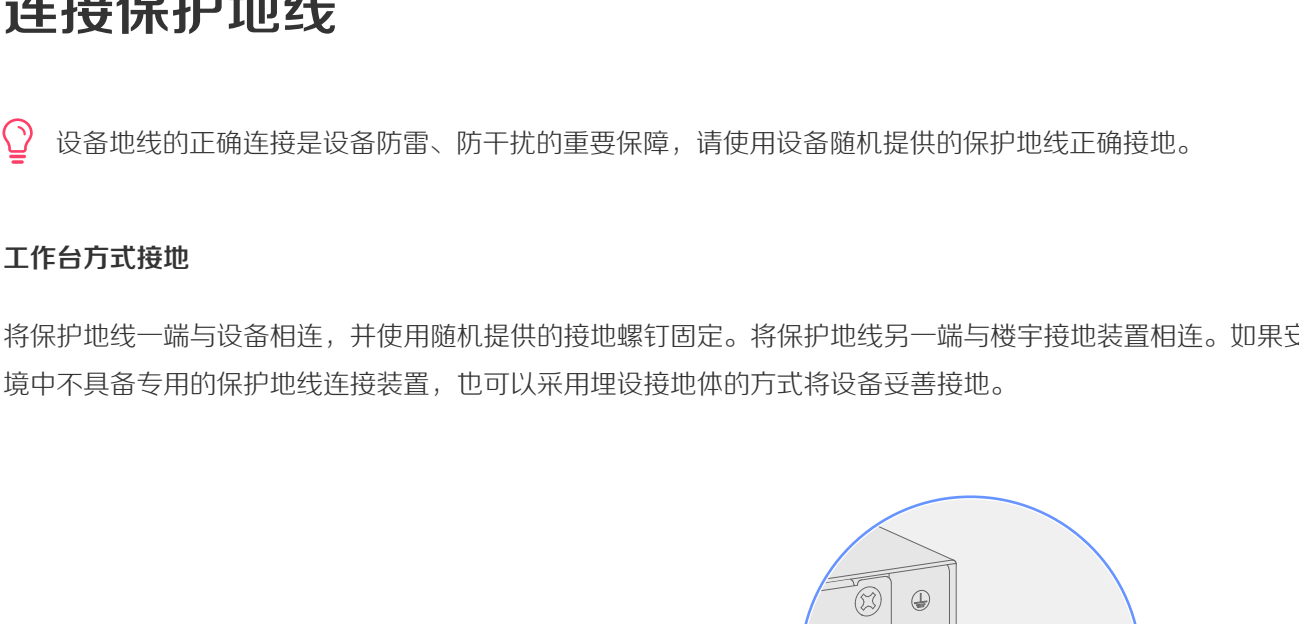 连接保护地线
设备地线的正确连接是设备防雷、防干扰的重要保障，请使用设备随机提供的保护地线正确接地。
工作台方式接地
将保护地线一端与设备相连，并使用随机提供的接地螺钉固定。将保护地线另一端与楼宇接地装置相连。如果安
境中不具备专用的保护地线连接装置，也可以采用埋设接地体的方式将设备妥善接地。